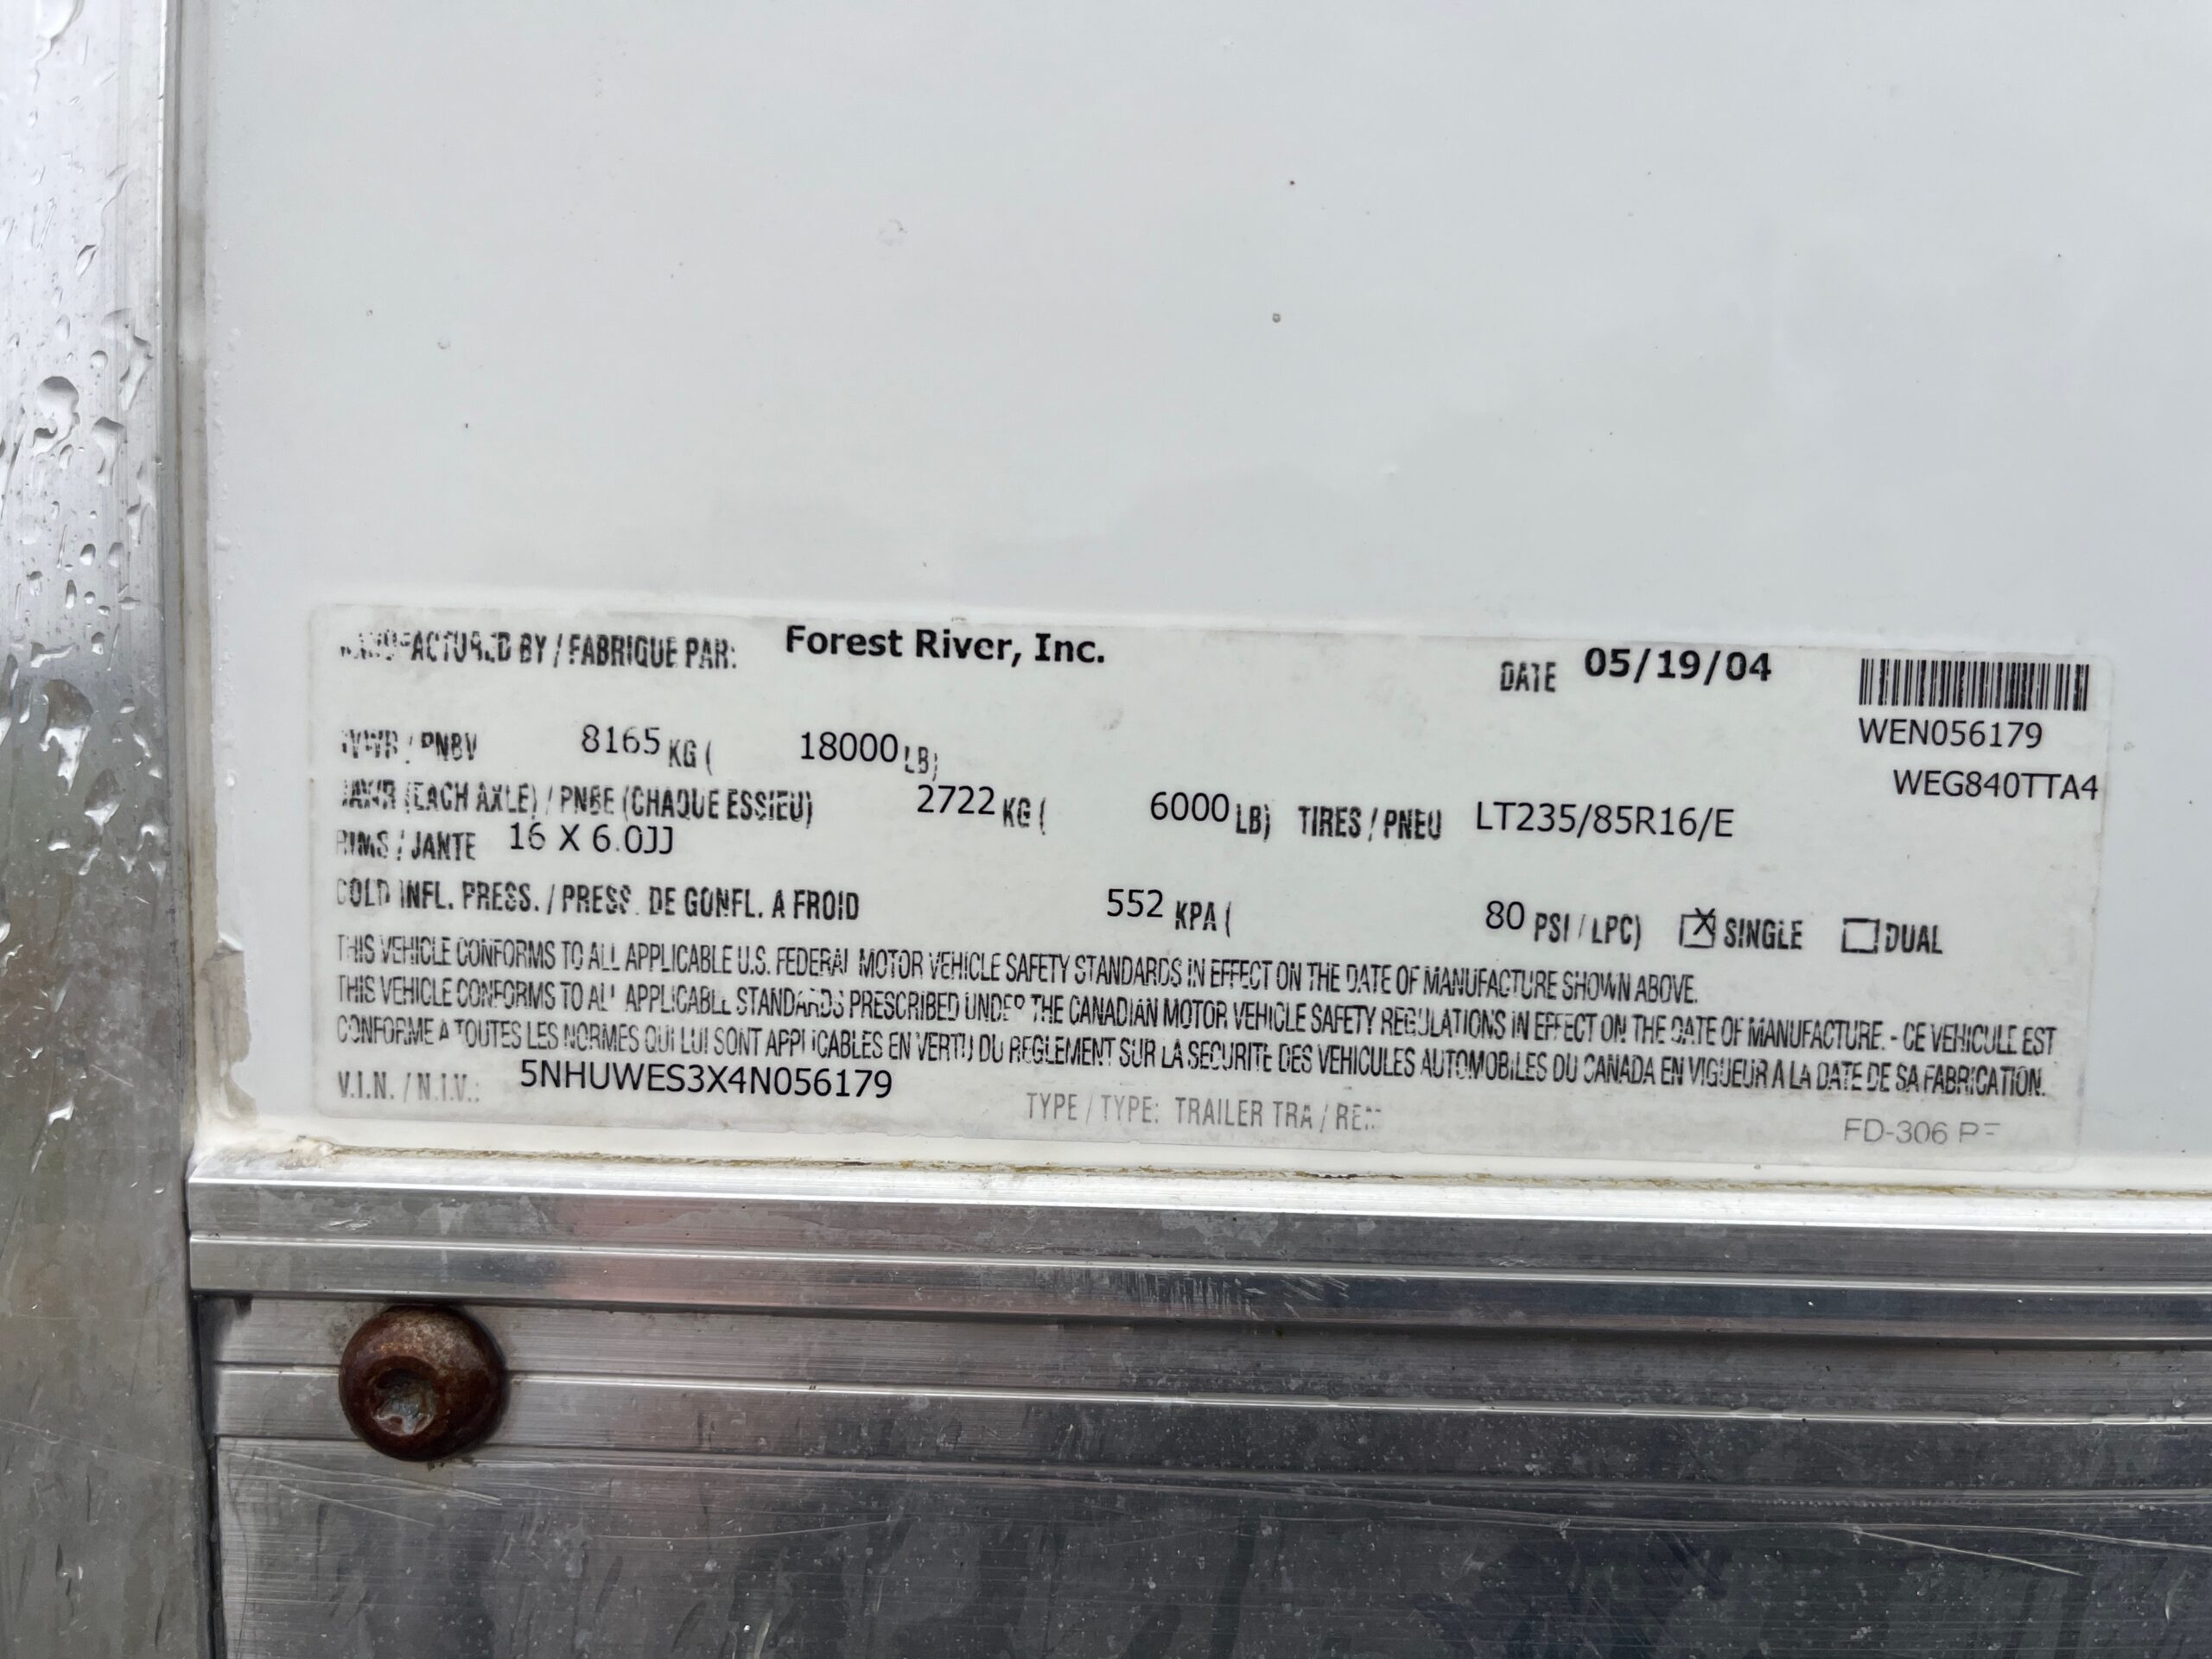 MANUFACTURED BY / FABRIQUE PAR: Forest River, Inc. DATE 05/19/04
WEN056179
GVWR / PNBV 8165 KG ( 18000 LB)
WEG840TTA4
GAWR (EACH AXLE) / PNBE (CHAQUE ESSIEU) 2722 KG ( 6000 LB) TIRES / PNEU LT235/85R16/E
RIMS / JANTE 16 X 6.0JJ
COLD INFL. PRESS. / PRESS. DE GONFL. A FROID 552 KPA ( 80 PSI / LPC) ☒ SINGLE ☐ DUAL
THIS VEHICLE CONFORMS TO ALL APPLICABLE U.S. FEDERAL MOTOR VEHICLE SAFETY STANDARDS IN EFFECT ON THE DATE OF MANUFACTURE SHOWN ABOVE.
THIS VEHICLE CONFORMS TO ALL APPLICABLE STANDARDS PRESCRIBED UNDER THE CANADIAN MOTOR VEHICLE SAFETY REGULATIONS IN EFFECT ON THE DATE OF MANUFACTURE. - CE VEHICULE EST
CONFORME A TOUTES LES NORMES QUI LUI SONT APPLICABLES EN VERTU DU REGLEMENT SUR LA SECURITE DES VEHICULES AUTOMOBILES DU CANADA EN VIGUEUR A LA DATE DE SA FABRICATION.
V.I.N. / N.I.V.: 5NHUWES3X4N056179
TYPE / TYPE: TRAILER TRA /
FD-306